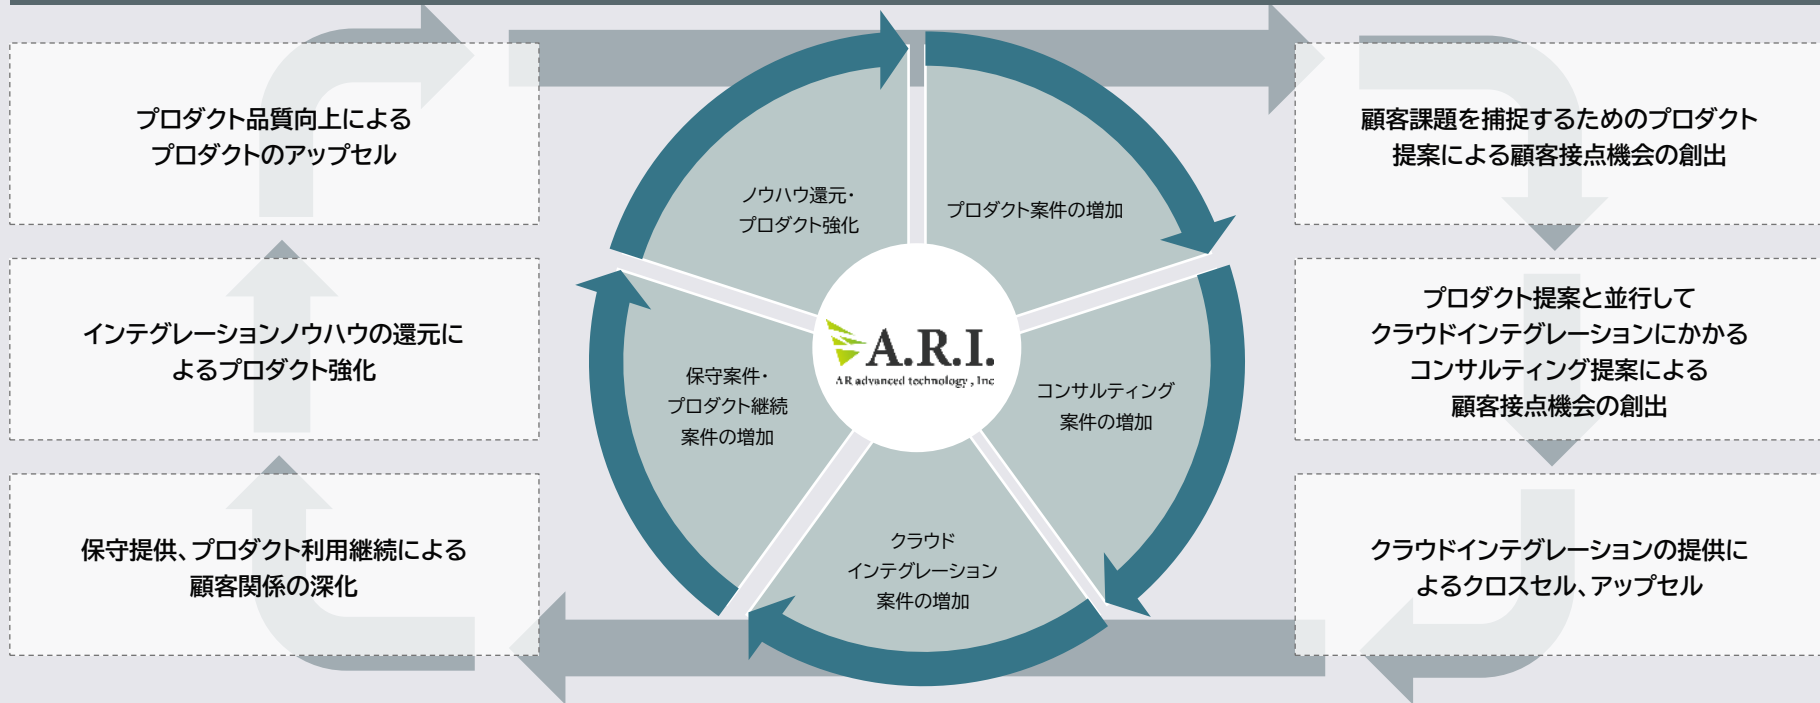 プロダクト品質向上による
プロダクトのアップセル
インテグレーションノウハウの還元に
よるプロダクト強化
保守提供、プロダクト利用継続による
顧客関係の深化
ノウハウ還元・
プロダクト強化
プロダクト案件の増加
保守案件・
プロダクト継続
案件の増加
A.R.I.
AR advanced technology , Inc
コンサルティング
案件の増加
クラウド
インテグレーション
案件の増加
顧客課題を捕捉するためのプロダクト
提案による顧客接点機会の創出
プロダクト提案と並行して
クラウドインテグレーションにかかる
コンサルティング提案による
顧客接点機会の創出
クラウドインテグレーションの提供に
よるクロスセル、アップセル